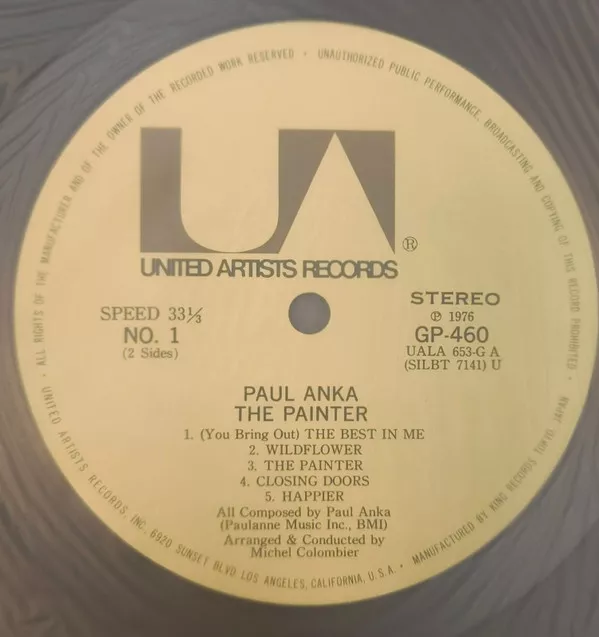 · ALL RIGHTS OF THE MANUFACTURER AND OF THE OWNER OF THE RECORDED WORK RESERVED · UNAUTHORIZED PUBLIC PERFORMANCE, BROADCASTING AND COPYING OF THIS RECORD PROHIBITED ·
UA
®
UNITED ARTISTS RECORDS
SPEED 33⅓
NO. 1
(2 Sides)
STEREO
Ⓟ 1976
GP-460
UALA 653-G A
(SILBT 7141) U
PAUL ANKA
THE PAINTER
1. (You Bring Out) THE BEST IN ME
2. WILDFLOWER
3. THE PAINTER
4. CLOSING DOORS
5. HAPPIER
All Composed by Paul Anka
(Paulanne Music Inc., BMI)
Arranged & Conducted by
Michel Colombier
UNITED ARTISTS RECORDS, INC. 6920 SUNSET BLVD LOS ANGELES, CALIFORNIA, U.S.A. · MANUFACTURED BY KING RECORDS TOKYO, JAPAN